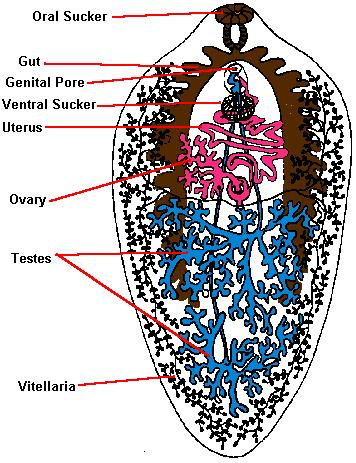 Oral Sucker
Gut
Genital Pore
Ventral Sucker
Uterus
Ovary
Testes
Vitellaria